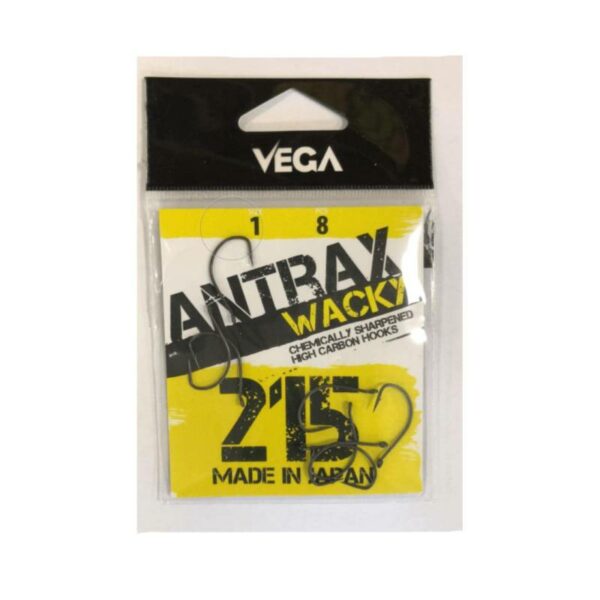 VEGA
1 8
ANTRAX
WACKY
CHEMICALLY SHARPENED
HIGH CARBON HOOKS
215
MADE IN JAPAN